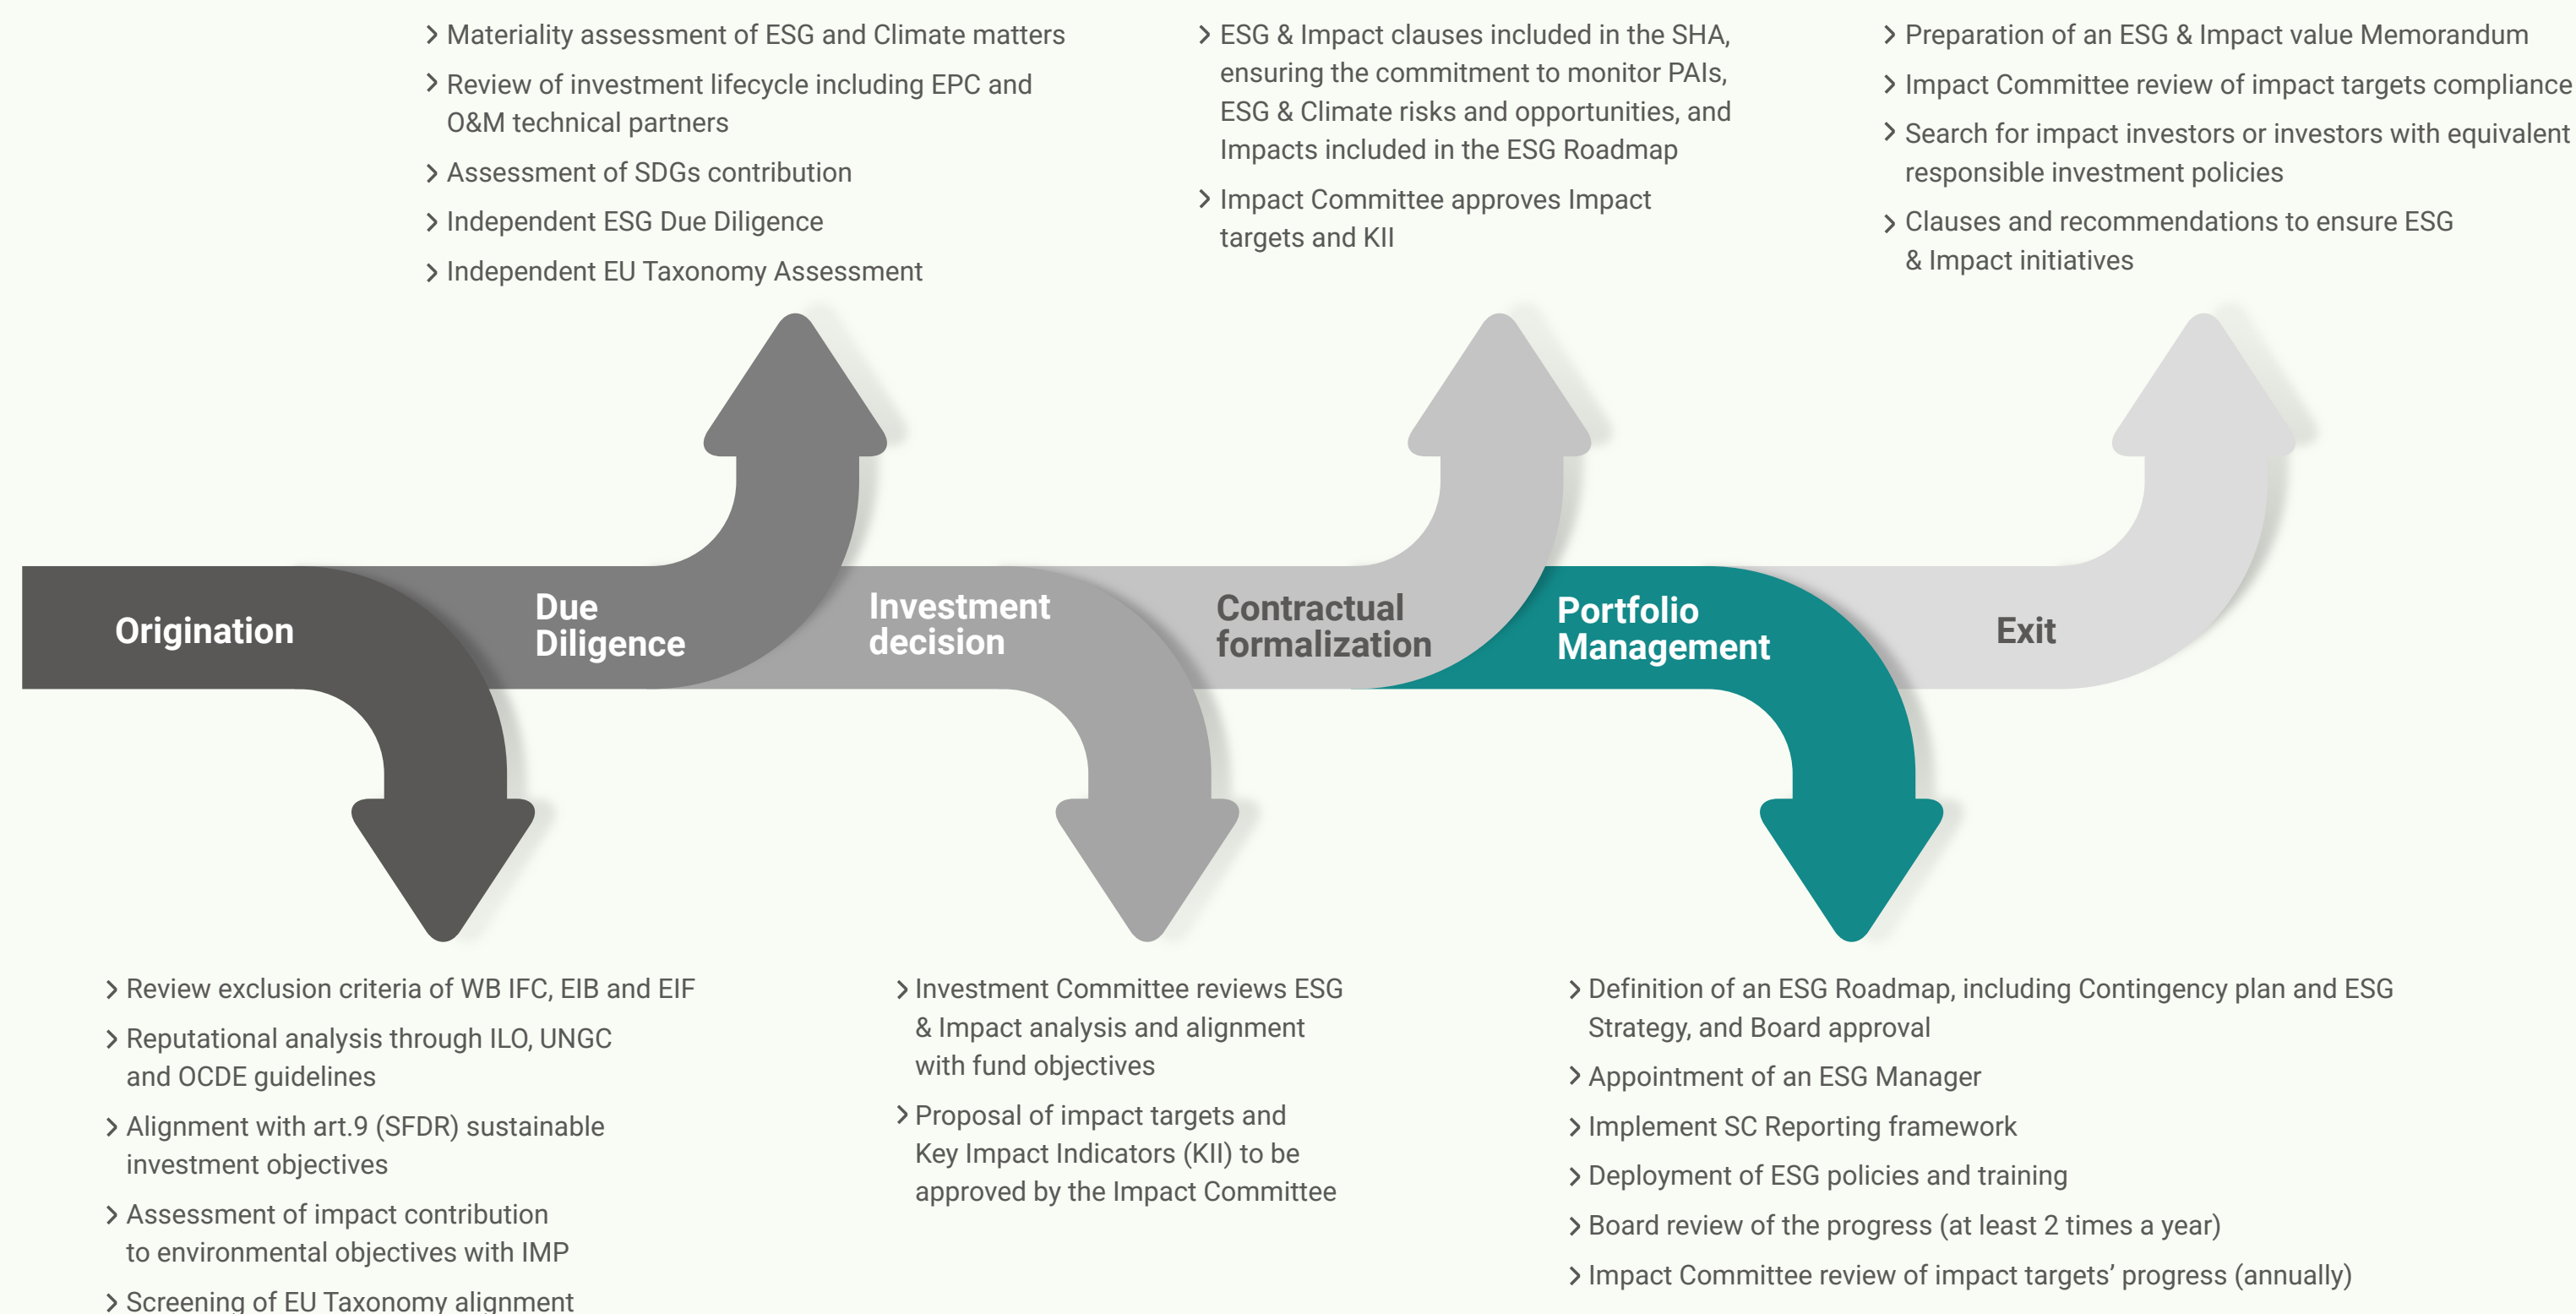 > Materiality assessment of ESG and Climate matters
> Review of investment lifecycle including EPC and
O&M technical partners
> Assessment of SDGs contribution
> Independent ESG Due Diligence
> Independent EU Taxonomy Assessment
> ESG & Impact clauses included in the SHA,
ensuring the commitment to monitor PAIs,
ESG & Climate risks and opportunities, and
Impacts included in the ESG Roadmap
> Impact Committee approves Impact
targets and KII
> Preparation of an ESG & Impact value Memorandum
> Impact Committee review of impact targets compliance
> Search for impact investors or investors with equivalent
responsible investment policies
> Clauses and recommendations to ensure ESG
& Impact initiatives
Origination
Due
Diligence
Investment
decision
Contractual
formalization
Portfolio
Management
Exit
> Review exclusion criteria of WB IFC, EIB and EIF
> Reputational analysis through ILO, UNGC
and OCDE guidelines
> Alignment with art.9 (SFDR) sustainable
investment objectives
> Assessment of impact contribution
to environmental objectives with IMP
> Screening of EU Taxonomy alignment
> Investment Committee reviews ESG
& Impact analysis and alignment
with fund objectives
> Proposal of impact targets and
Key Impact Indicators (KII) to be
approved by the Impact Committee
> Definition of an ESG Roadmap, including Contingency plan and ESG
Strategy, and Board approval
> Appointment of an ESG Manager
> Implement SC Reporting framework
> Deployment of ESG policies and training
> Board review of the progress (at least 2 times a year)
> Impact Committee review of impact targets’ progress (annually)